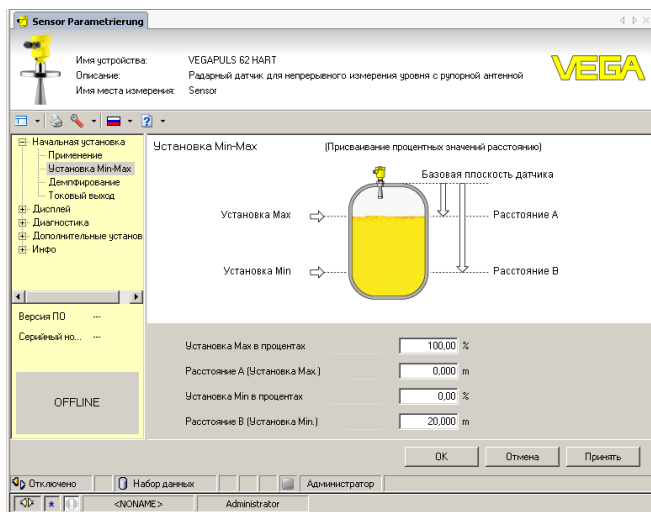 Sensor Parametrierung
Имя устройства: VEGAPULS 62 HART
Описание: Радарный датчик для непрерывного измерения уровня с рупорной антенной
Имя места измерения: Sensor
VEGA
Начальная установка
Применение
Установка Min-Max
Демпфирование
Токовый выход
Дисплей
Диагностика
Дополнительные установ
Инфо
Версия ПО ---
Серийный но... ---
OFFLINE
Установка Min-Max (Присваивание процентных значений расстоянию)
Базовая плоскость датчика
Установка Max Расстояние A
Установка Min Расстояние B
Установка Max в процентах 100,00 %
Расстояние A (Установка Max.) 0,000 m
Установка Min в процентах 0,00 %
Расстояние B (Установка Min.) 20,000 m
OK Отмена Принять
Отключено Набор данных Администратор
<NONAME> Administrator